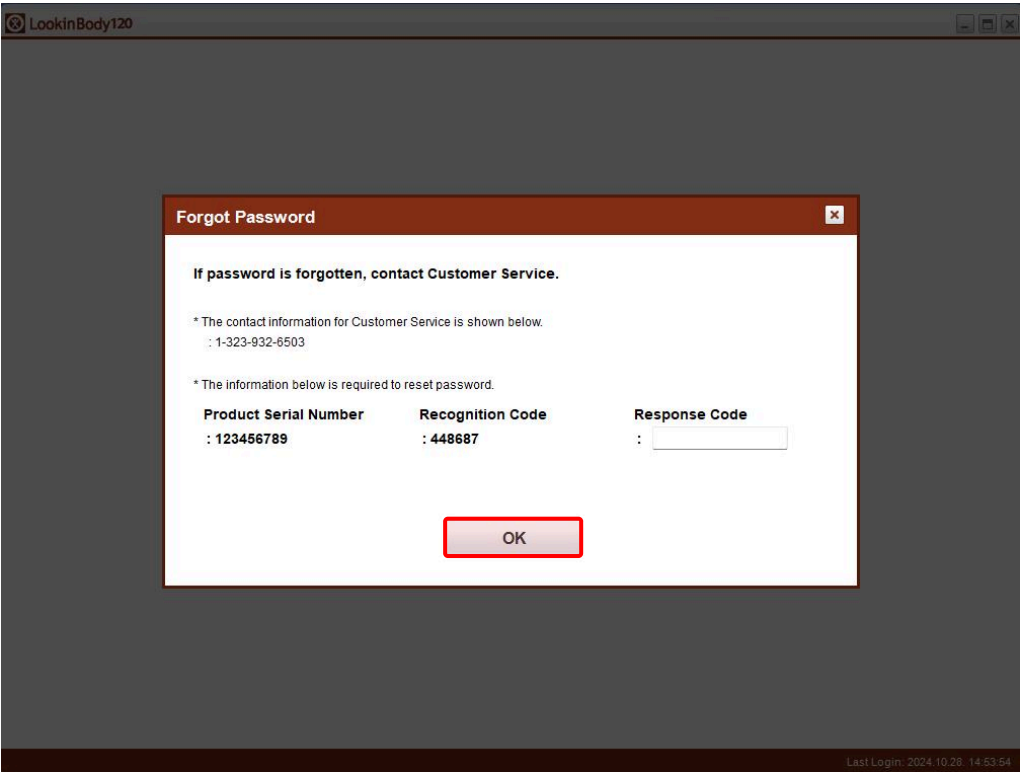 LookinBody120
Forgot Password
If password is forgotten, contact Customer Service.
* The contact information for Customer Service is shown below.
: 1-323-932-6503
* The information below is required to reset password.
Product Serial Number Recognition Code Response Code
: 123456789 : 448687 :
OK
Last Login: 2024.10.28. 14:53:54